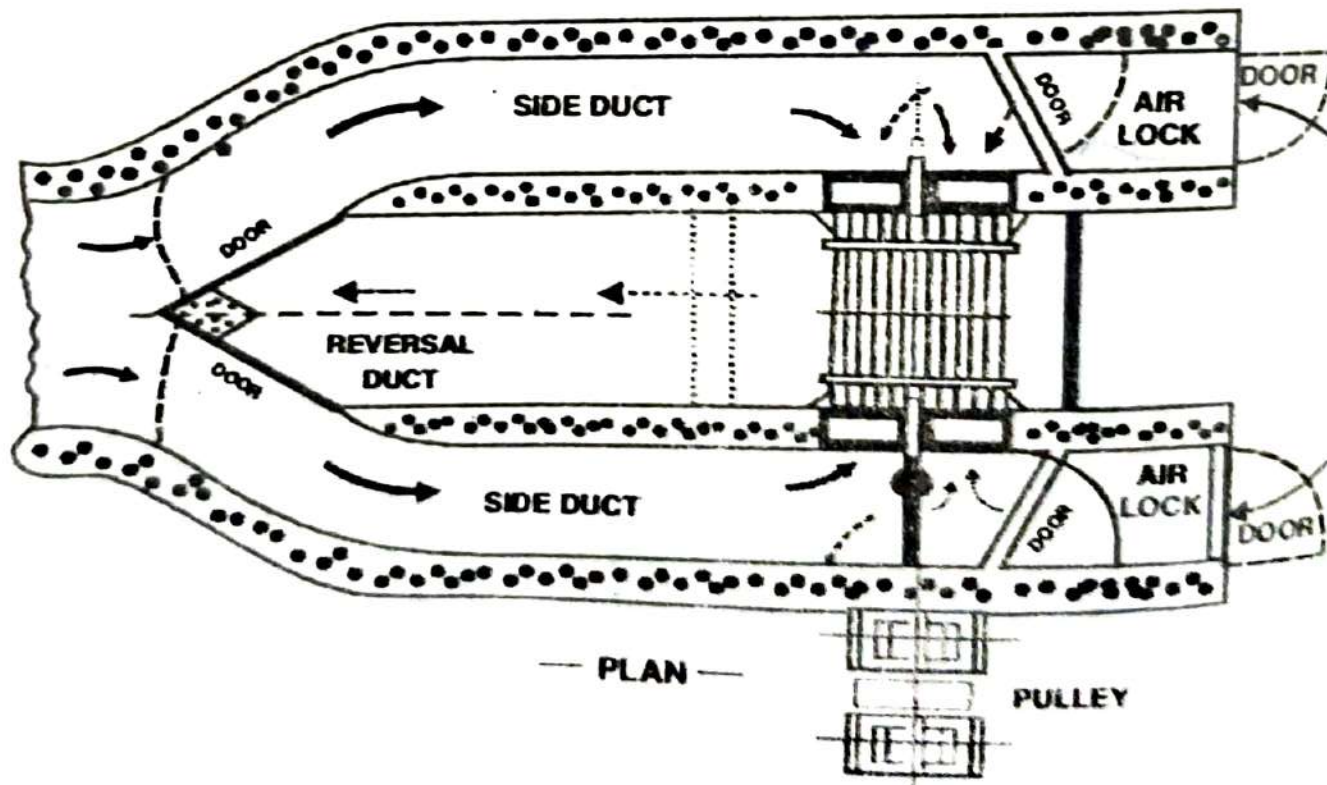 SIDE DUCT
DOOR
AIR
LOCK
DOOR
DOOR
REVERSAL
DUCT
DOOR
SIDE DUCT
DOOR
AIR
LOCK
DOOR
— PLAN —
PULLEY